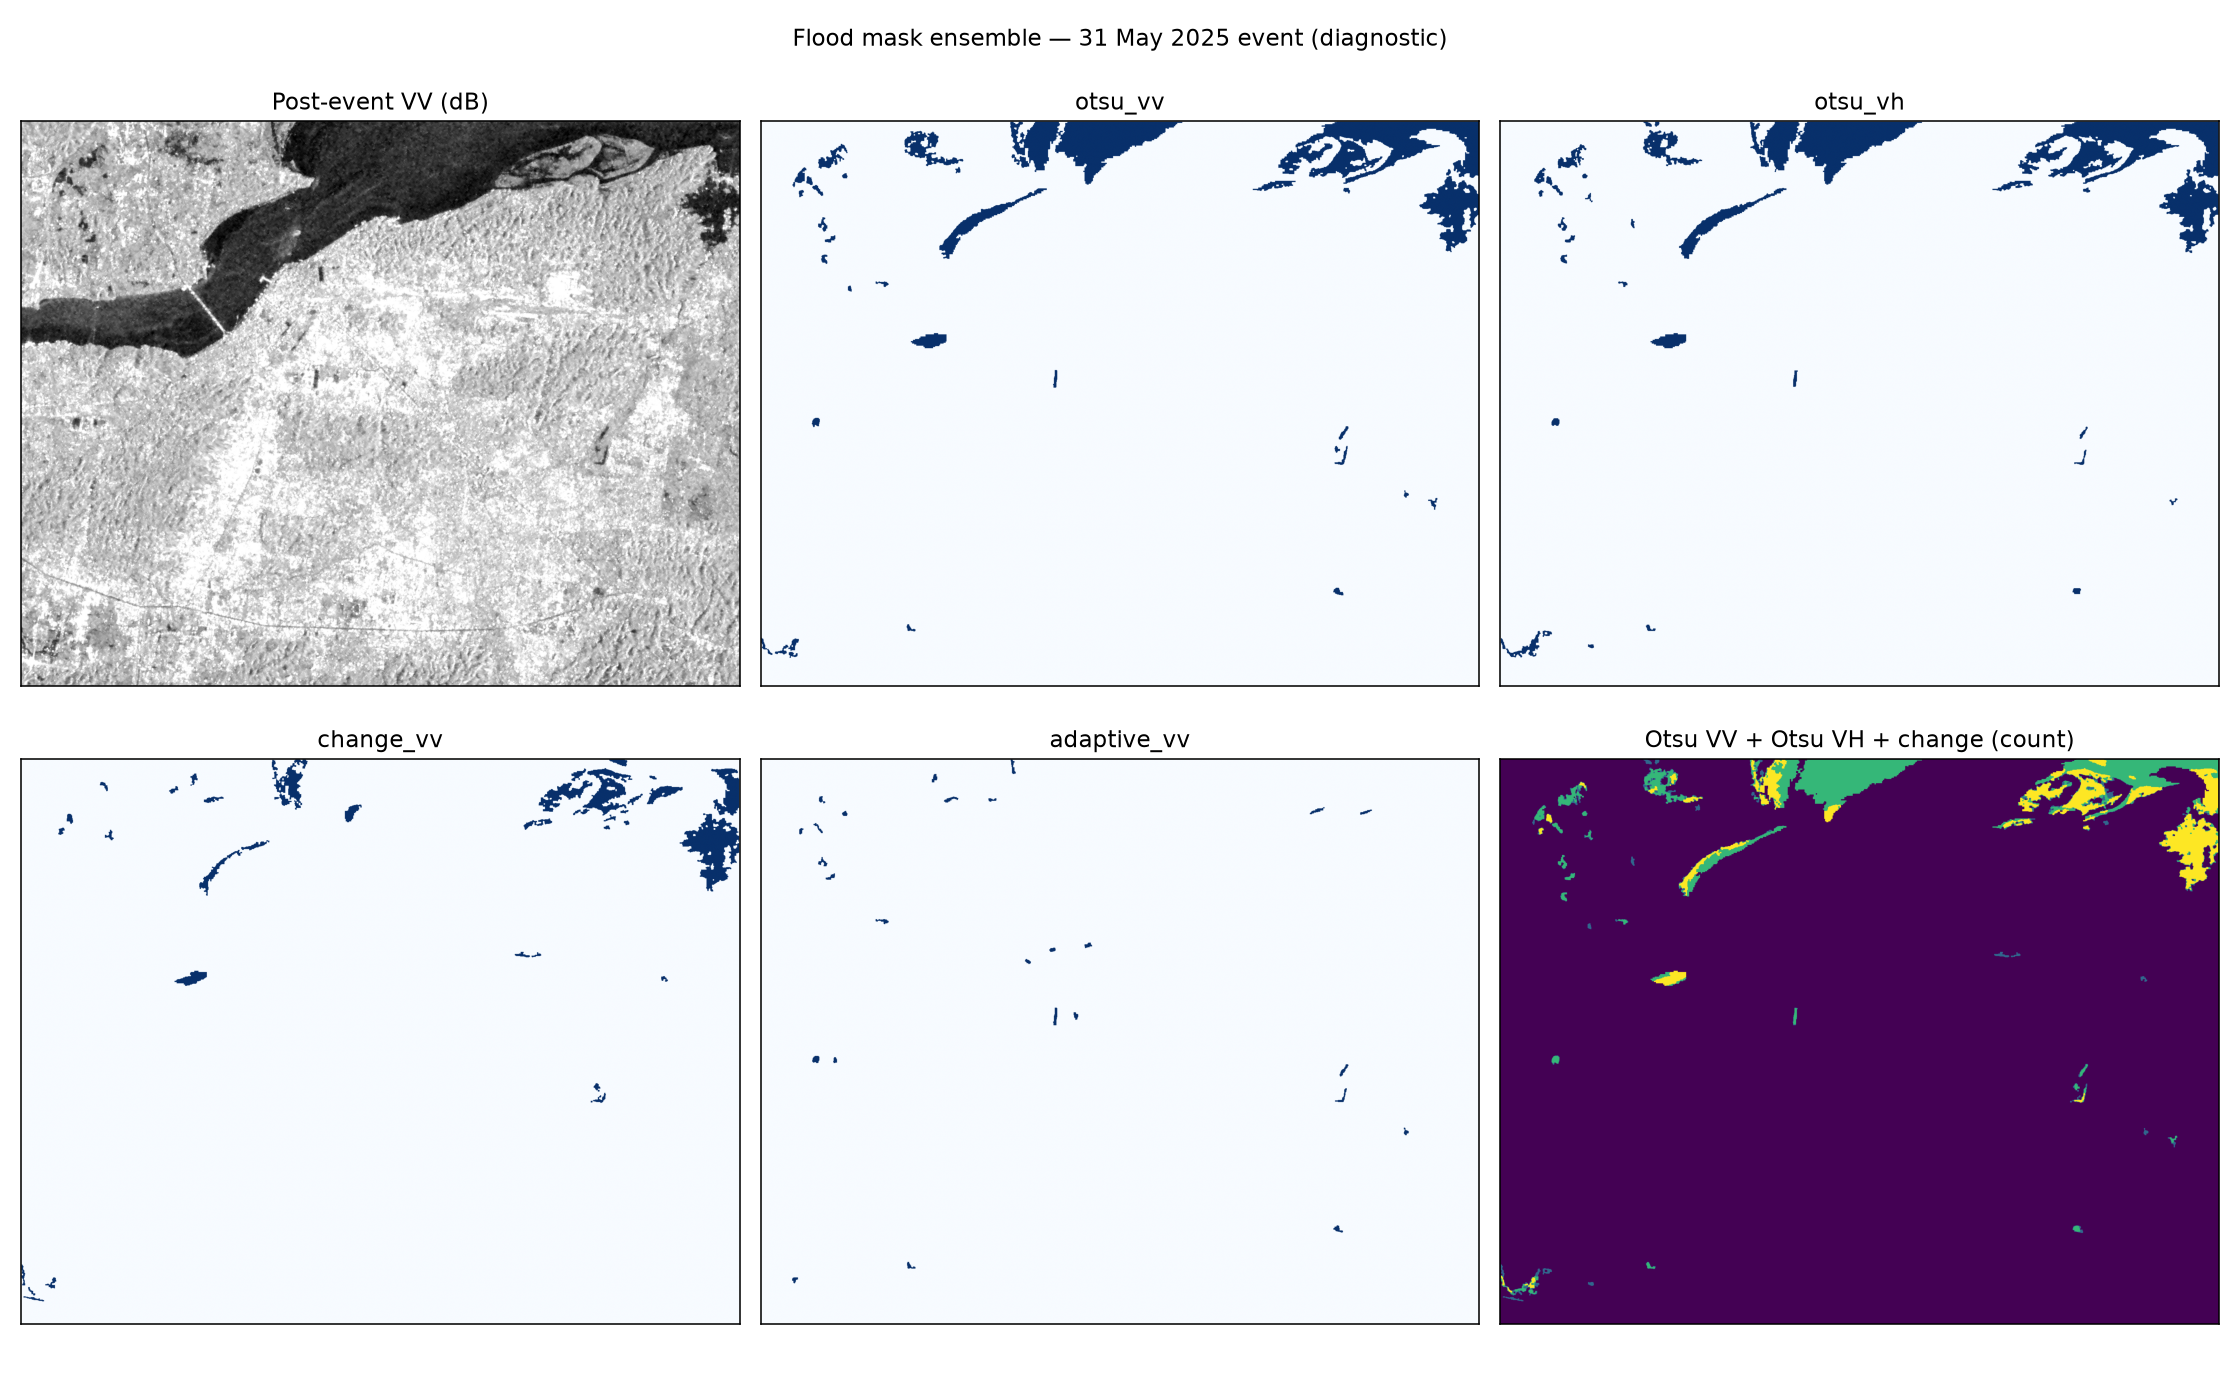 Flood mask ensemble — 31 May 2025 event (diagnostic)
Post-event VV (dB)
otsu_vv
otsu_vh
change_vv
adaptive_vv
Otsu VV + Otsu VH + change (count)